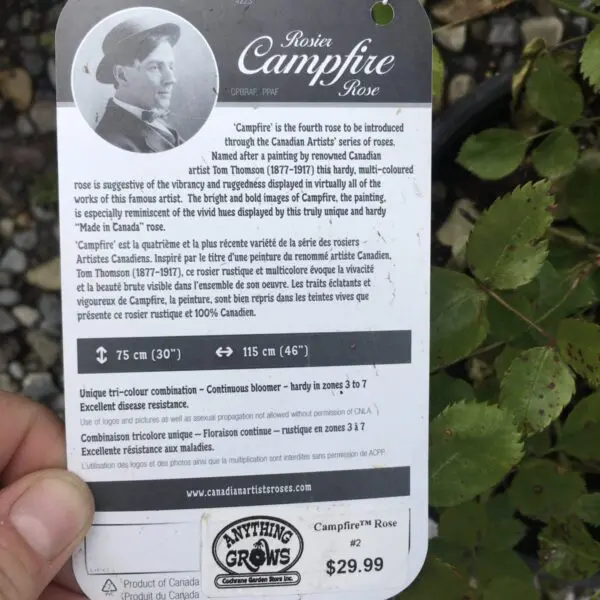 4223
Rosier
Campfire
Rose
CPBRAF, PPAF
'Campfire' is the fourth rose to be introduced
through the Canadian Artists' series of roses.
Named after a painting by renowned Canadian
artist Tom Thomson (1877-1917) this hardy, multi-coloured
rose is suggestive of the vibrancy and ruggedness displayed in virtually all of the
works of this famous artist. The bright and bold images of Campfire, the painting,
is especially reminiscent of the vivid hues displayed by this truly unique and hardy
"Made in Canada" rose.
'Campfire' est la quatrième et la plus récente variété de la série des rosiers
Artistes Canadiens. Inspiré par le titre d'une peinture du renommé artiste Canadien,
Tom Thomson (1877-1917), ce rosier rustique et multicolore évoque la vivacité
et la beauté brute visible dans l'ensemble de son oeuvre. Les traits éclatants et
vigoureux de Campfire, la peinture, sont bien repris dans les teintes vives que
présente ce rosier rustique et 100% Canadien.
75 cm (30") 115 cm (46")
Unique tri-colour combination – Continuous bloomer – hardy in zones 3 to 7
Excellent disease resistance.
Use of logos and pictures as well as asexual propagation not allowed without permission of CNLA.
Combinaison tricolore unique – Floraison continue – rustique en zones 3 à 7
Excellente résistance aux maladies.
L'utilisation des logos et des photos ainsi que la multiplication sont interdites sans permission de ACPP.
www.canadianartistsroses.com
ANYTHING
GROWS
Cochrane Garden Store Inc.
Campfire™ Rose
#2
$29.99
Product of Canada
Produit du Canada